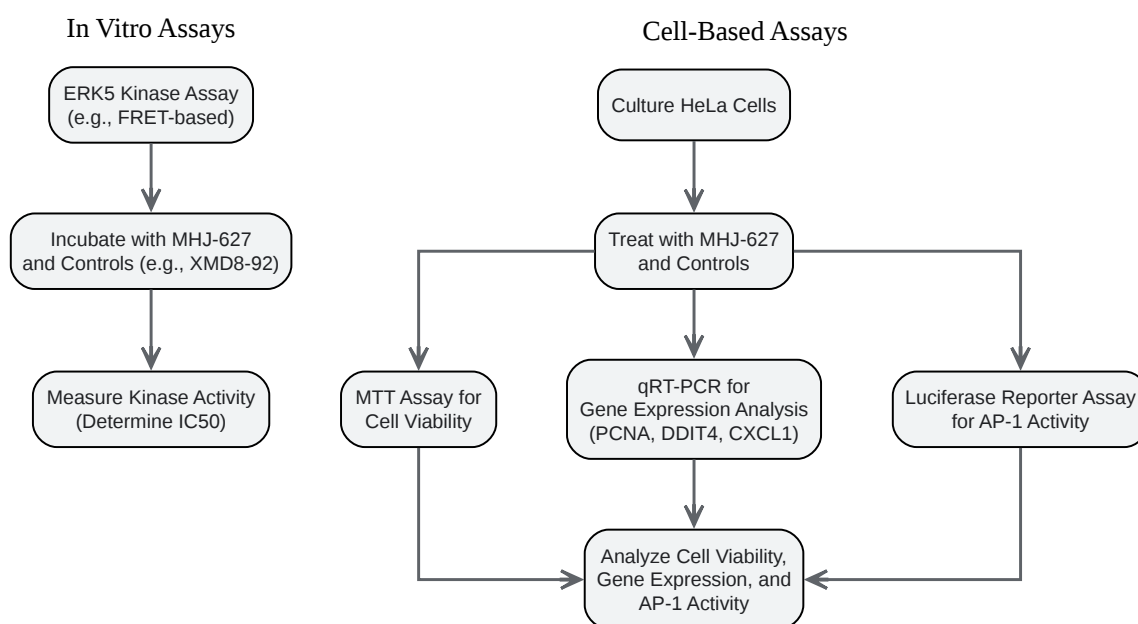 In Vitro Assays
ERK5 Kinase Assay
(e.g., FRET-based)
Incubate with MHJ-627
and Controls (e.g., XMD8-92)
Measure Kinase Activity
(Determine IC50)
Cell-Based Assays
Culture HeLa Cells
Treat with MHJ-627
and Controls
MTT Assay for
Cell Viability
qRT-PCR for
Gene Expression Analysis
(PCNA, DDIT4, CXCL1)
Luciferase Reporter Assay
for AP-1 Activity
Analyze Cell Viability,
Gene Expression, and
AP-1 Activity